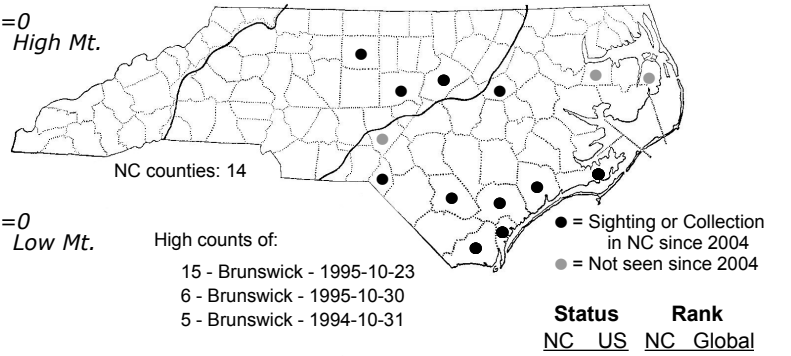 =0
High Mt.
NC counties: 14
=0
Low Mt.
High counts of:
15 - Brunswick - 1995-10-23
6 - Brunswick - 1995-10-30
5 - Brunswick - 1994-10-31
= Sighting or Collection
in NC since 2004
= Not seen since 2004
Status Rank
NC US NC Global